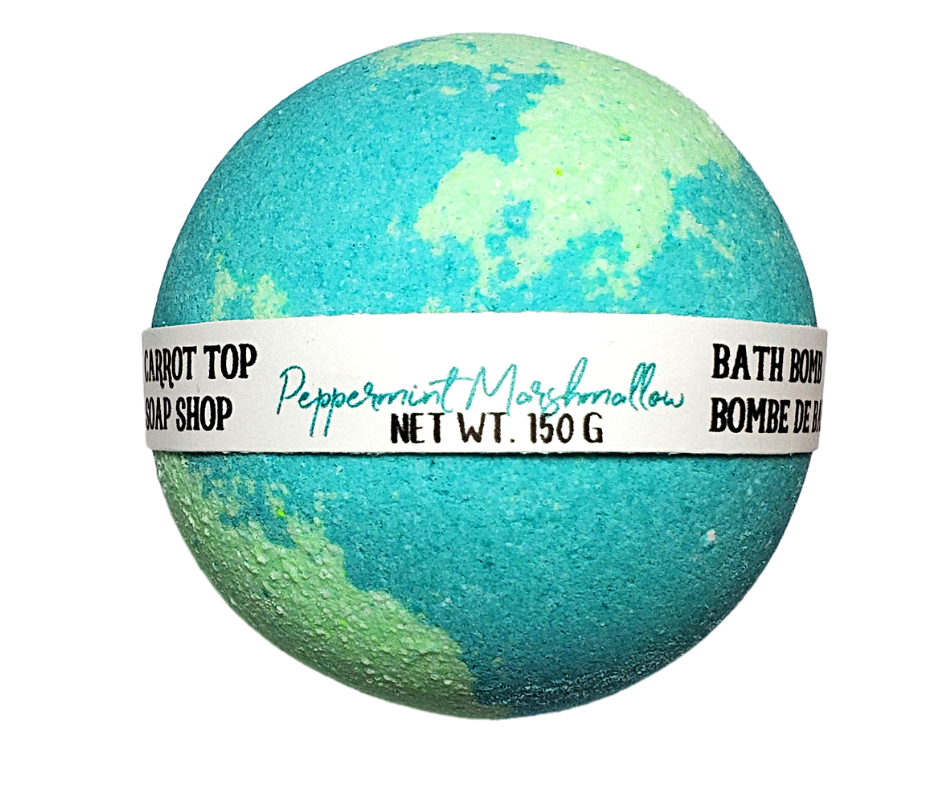 CARROT TOP
SOAP SHOP
Peppermint Marshmallow
NET WT. 150 G
BATH BOMB
BOMBE DE